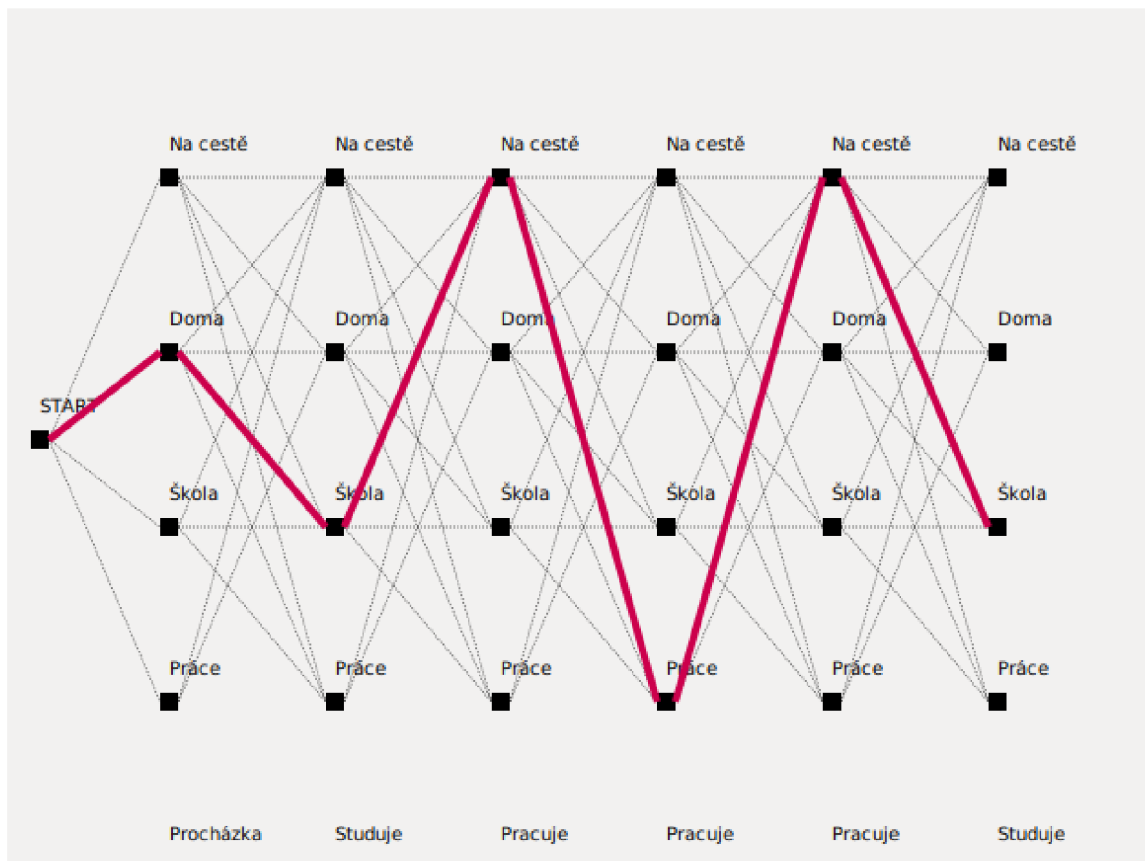 Na cestě Na cestě Na cestě Na cestě Na cestě Na cestě
Doma Doma Doma Doma Doma Doma
START
Škola Škola Škola Škola Škola Škola
Práce Práce Práce Práce Práce Práce
Procházka Studuje Pracuje Pracuje Pracuje Studuje